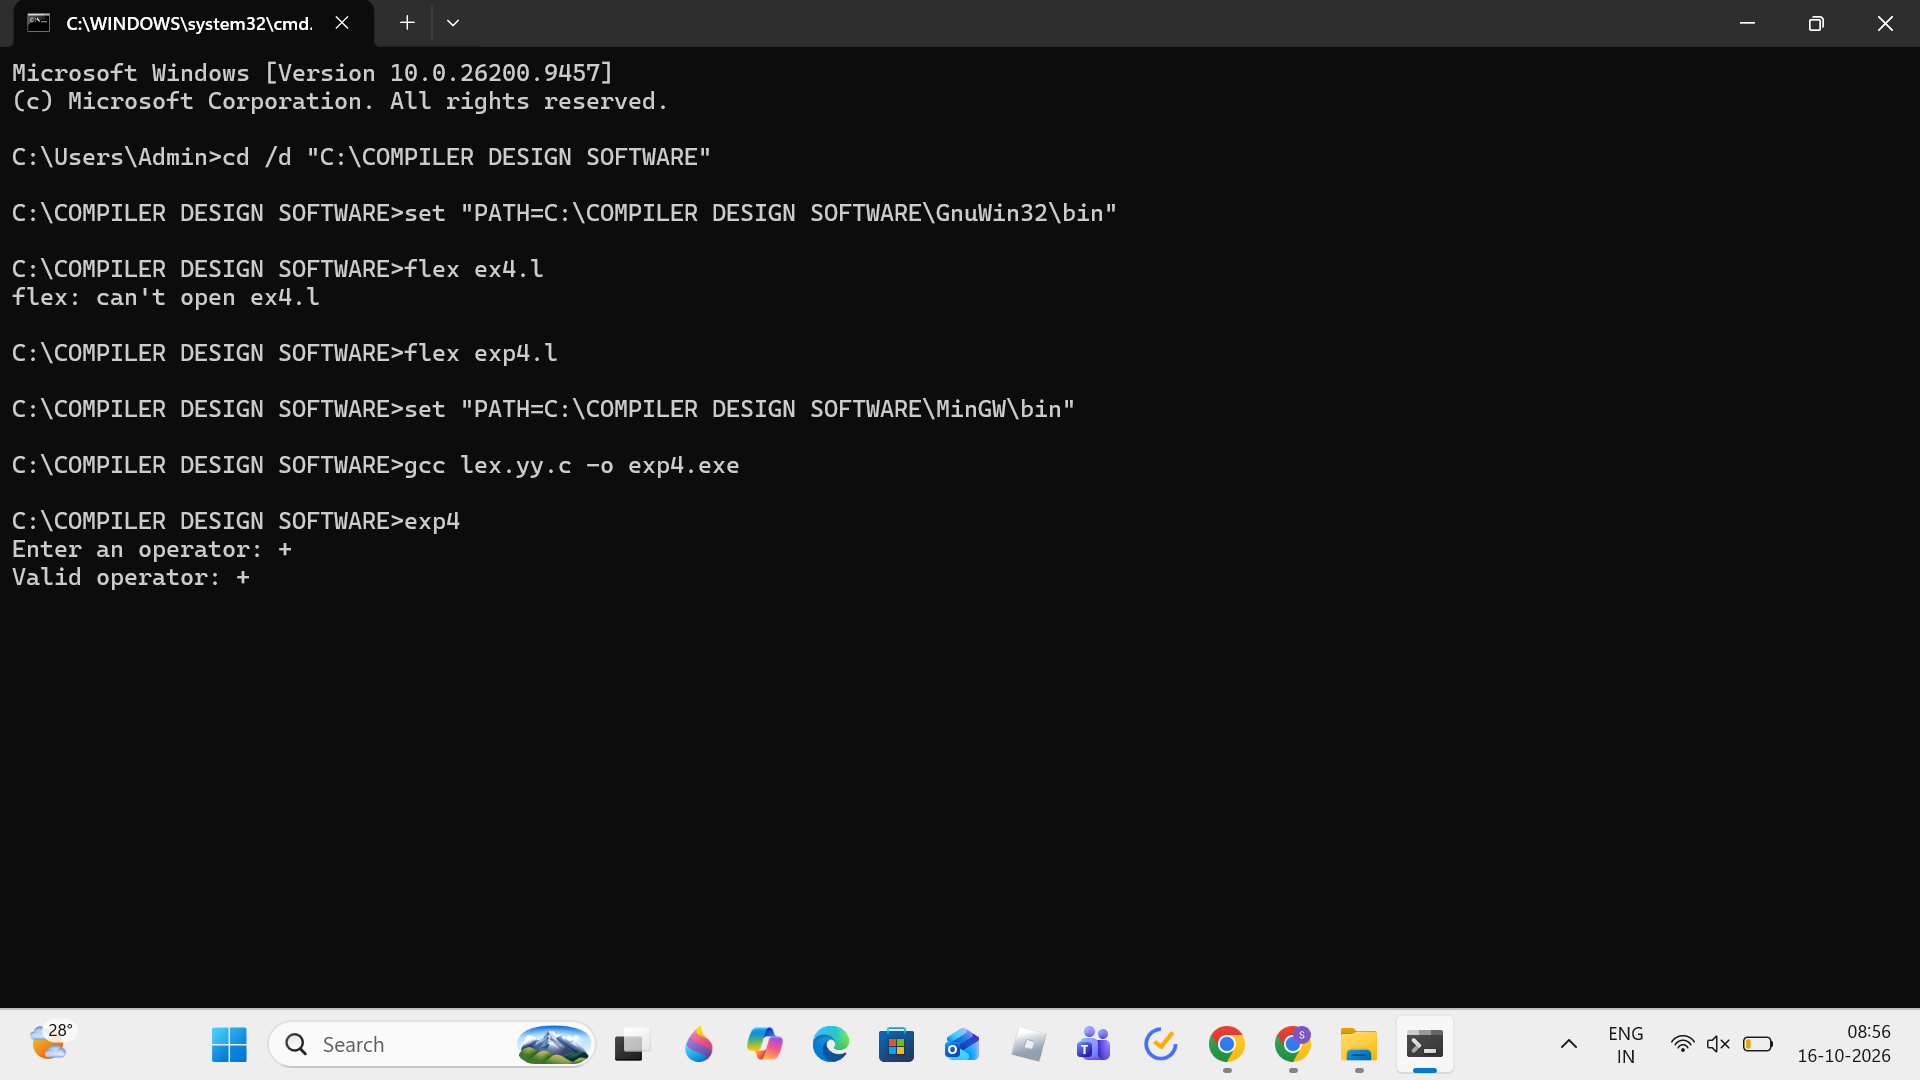 C:\WINDOWS\system32\cmd.
Microsoft Windows [Version 10.0.26200.9457]
(c) Microsoft Corporation. All rights reserved.
C:\Users\Admin>cd /d "C:\COMPILER DESIGN SOFTWARE"
C:\COMPILER DESIGN SOFTWARE>set "PATH=C:\COMPILER DESIGN SOFTWARE\GnuWin32\bin"
C:\COMPILER DESIGN SOFTWARE>flex ex4.l
flex: can't open ex4.l
C:\COMPILER DESIGN SOFTWARE>flex exp4.l
C:\COMPILER DESIGN SOFTWARE>set "PATH=C:\COMPILER DESIGN SOFTWARE\MinGW\bin"
C:\COMPILER DESIGN SOFTWARE>gcc lex.yy.c -o exp4.exe
C:\COMPILER DESIGN SOFTWARE>exp4
Enter an operator: +
Valid operator: +
28°
Search
S
ENG
IN
08:56
16-10-2026